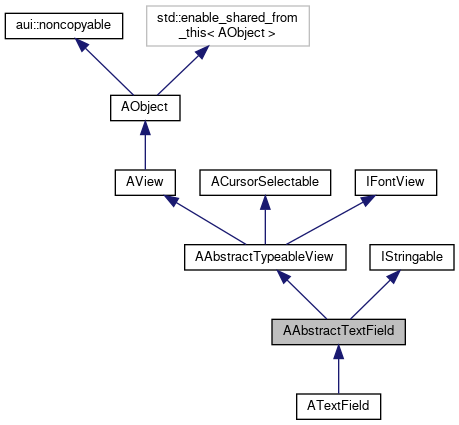 aui::noncopyable
std::enable_shared_from
_this< AObject >
AObject
AView
ACursorSelectable
IFontView
AAbstractTypeableView
IStringable
AAbstractTextField
ATextField